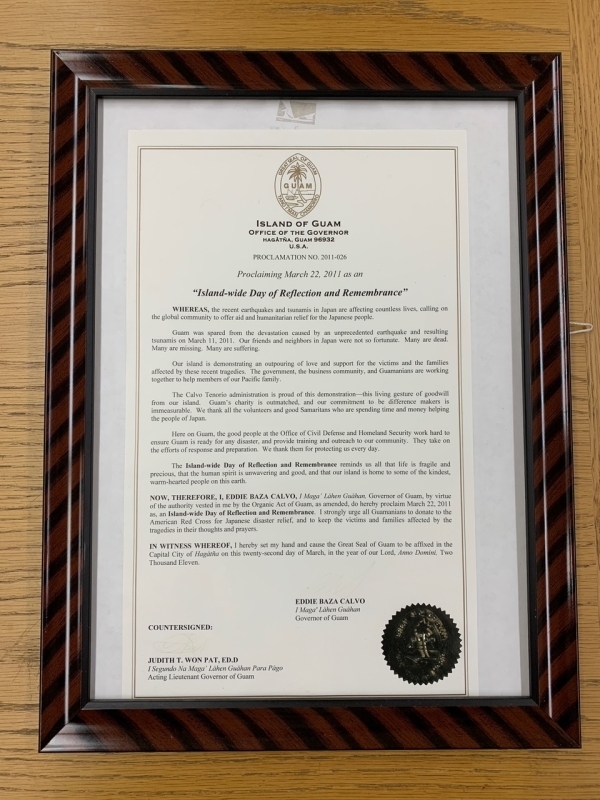 GREAT SEAL OF GUAM
GUAM
ISLAND OF GUAM
OFFICE OF THE GOVERNOR
HAGÅTÑA, GUAM 96932
U.S.A.
PROCLAMATION NO. 2011-026
Proclaiming March 22, 2011 as an
“Island-wide Day of Reflection and Remembrance”
WHEREAS, the recent earthquakes and tsunamis in Japan are affecting countless lives, calling on
the global community to offer aid and humanitarian relief for the Japanese people.
Guam was spared from the devastation caused by an unprecedented earthquake and resulting
tsunamis on March 11, 2011. Our friends and neighbors in Japan were not so fortunate. Many are dead.
Many are missing. Many are suffering.
Our island is demonstrating an outpouring of love and support for the victims and the families
affected by these recent tragedies. The government, the business community, and Guamanians are working
together to help members of our Pacific family.
The Calvo Tenorio administration is proud of this demonstration—this living gesture of goodwill
from our island. Guam’s charity is outmatched, and our commitment to be difference makers is
immeasurable. We thank all the volunteers and good Samaritans who are spending time and money helping
the people of Japan.
Here on Guam, the good people at the Office of Civil Defense and Homeland Security work hard to
ensure Guam is ready for any disaster, and provide training and outreach to our community. They take on
the efforts of response and preparation. We thank them for protecting us every day.
The Island-wide Day of Reflection and Remembrance reminds us all that life is fragile and
precious, that the human spirit is unwavering and good, and that our island is home to some of the kindest,
warm-hearted people on this earth.
NOW, THEREFORE, I, EDDIE BAZA CALVO, I Maga’ Låhen Guåhan, Governor of Guam, by virtue
of the authority vested in me by the Organic Act of Guam, as amended, do hereby proclaim March 22, 2011
as, an Island-wide Day of Reflection and Remembrance. I strongly urge all Guamanians to donate to the
American Red Cross for Japanese disaster relief, and to keep the victims and families affected by the
tragedies in their thoughts and prayers.
IN WITNESS WHEREOF, I hereby set my hand and cause the Great Seal of Guam to be affixed in the
Capital City of Hagåtña on this twenty-second day of March, in the year of our Lord, Anno Domini, Two
Thousand Eleven.
EDDIE BAZA CALVO
I Maga’ Låhen Guåhan
Governor of Guam
COUNTERSIGNED:
JUDITH T. WON PAT, ED.D
I Segundo Na Maga’ Låhen Guåhan Para Pågo
Acting Lieutenant Governor of Guam